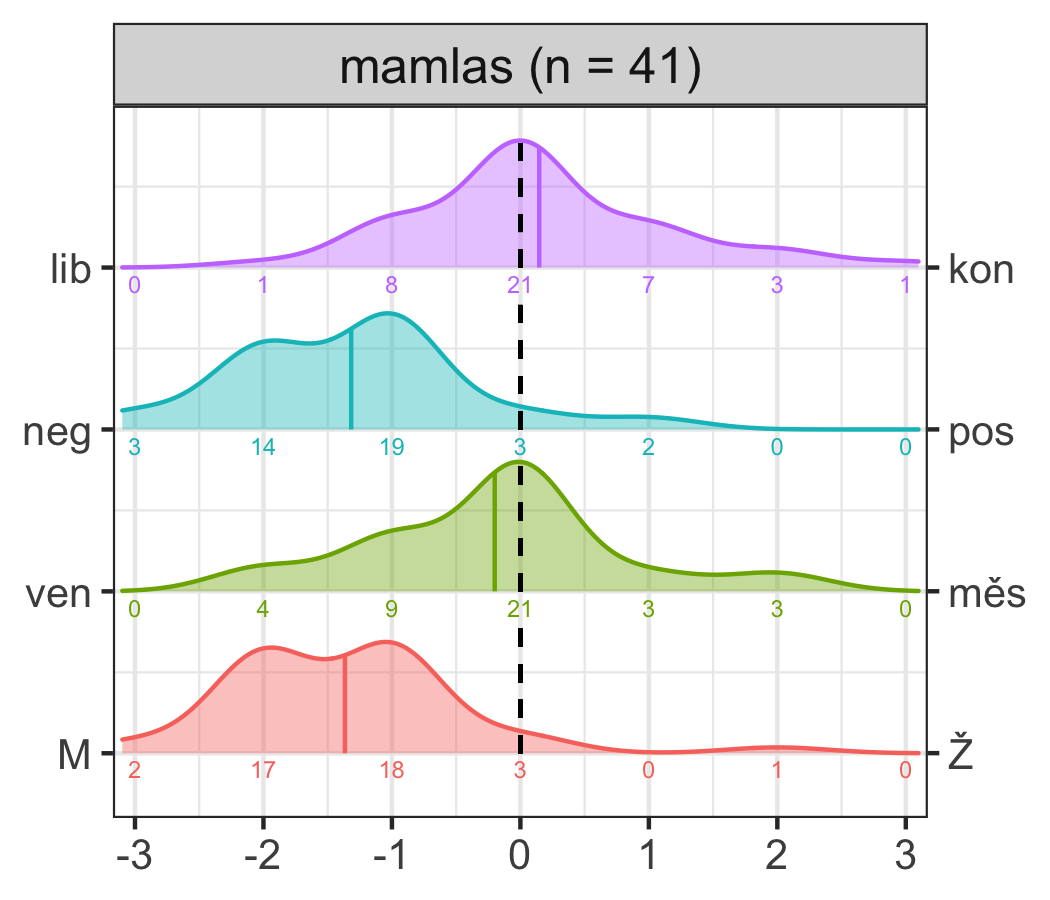 mamlas (n = 41)
lib kon
0 1 8 21 7 3 1
neg pos
3 14 19 3 2 0 0
ven měs
0 4 9 21 3 3 0
M Ž
2 17 18 3 0 1 0
-3 -2 -1 0 1 2 3